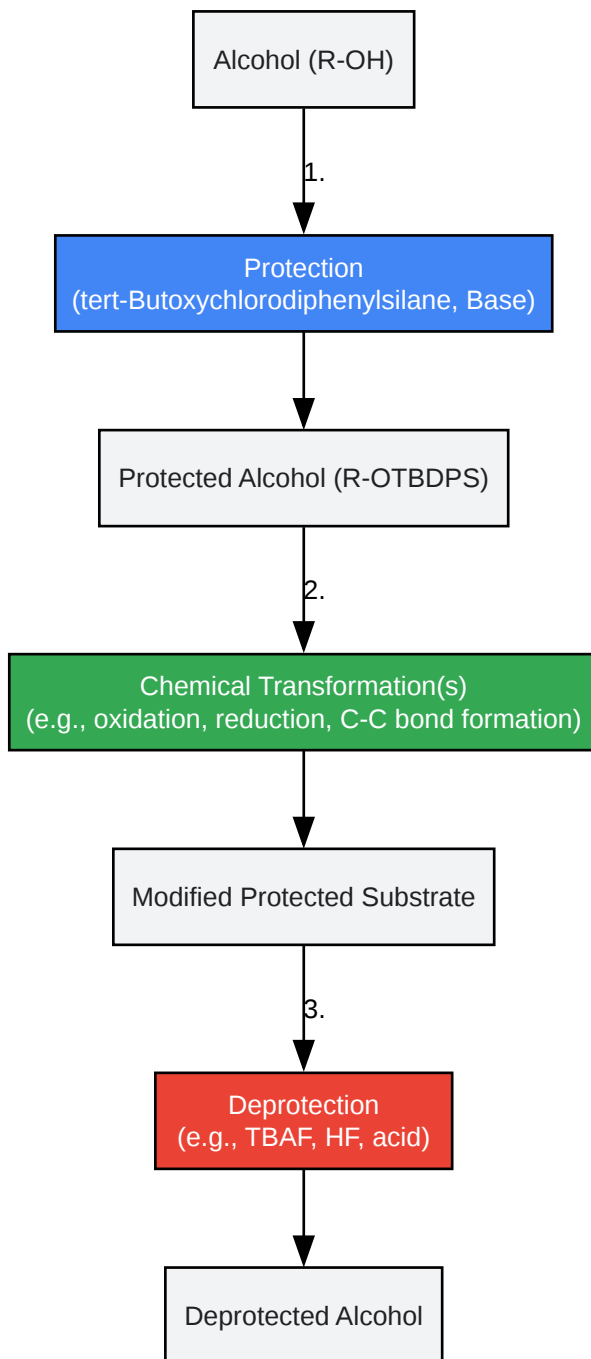 Alcohol (R-OH)
1.
Protection
(tert-Butoxychlorodiphenylsilane, Base)
Protected Alcohol (R-OTBDPS)
2.
Chemical Transformation(s)
(e.g., oxidation, reduction, C-C bond formation)
Modified Protected Substrate
3.
Deprotection
(e.g., TBAF, HF, acid)
Deprotected Alcohol